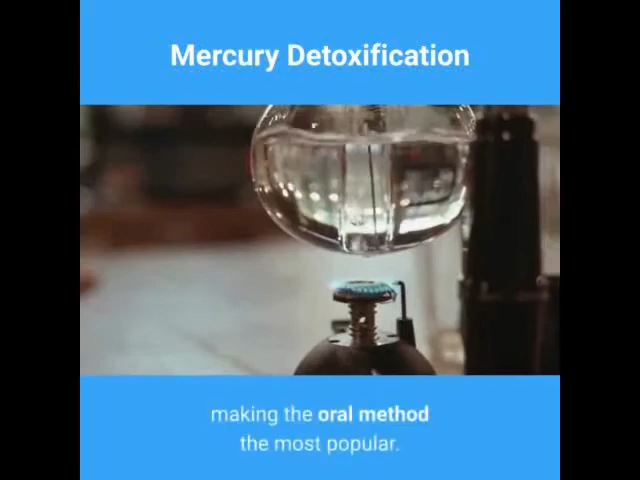 Mercury Detoxification
making the oral method
the most popular.